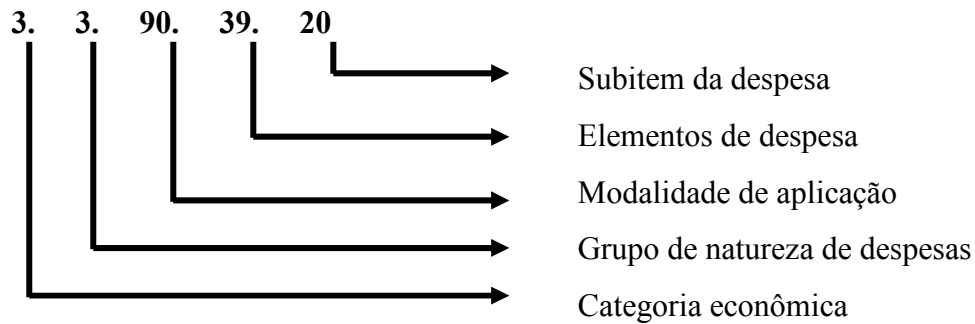 3. 3. 90. 39. 20
Subitem da despesa
Elementos de despesa
Modalidade de aplicação
Grupo de natureza de despesas
Categoria econômica